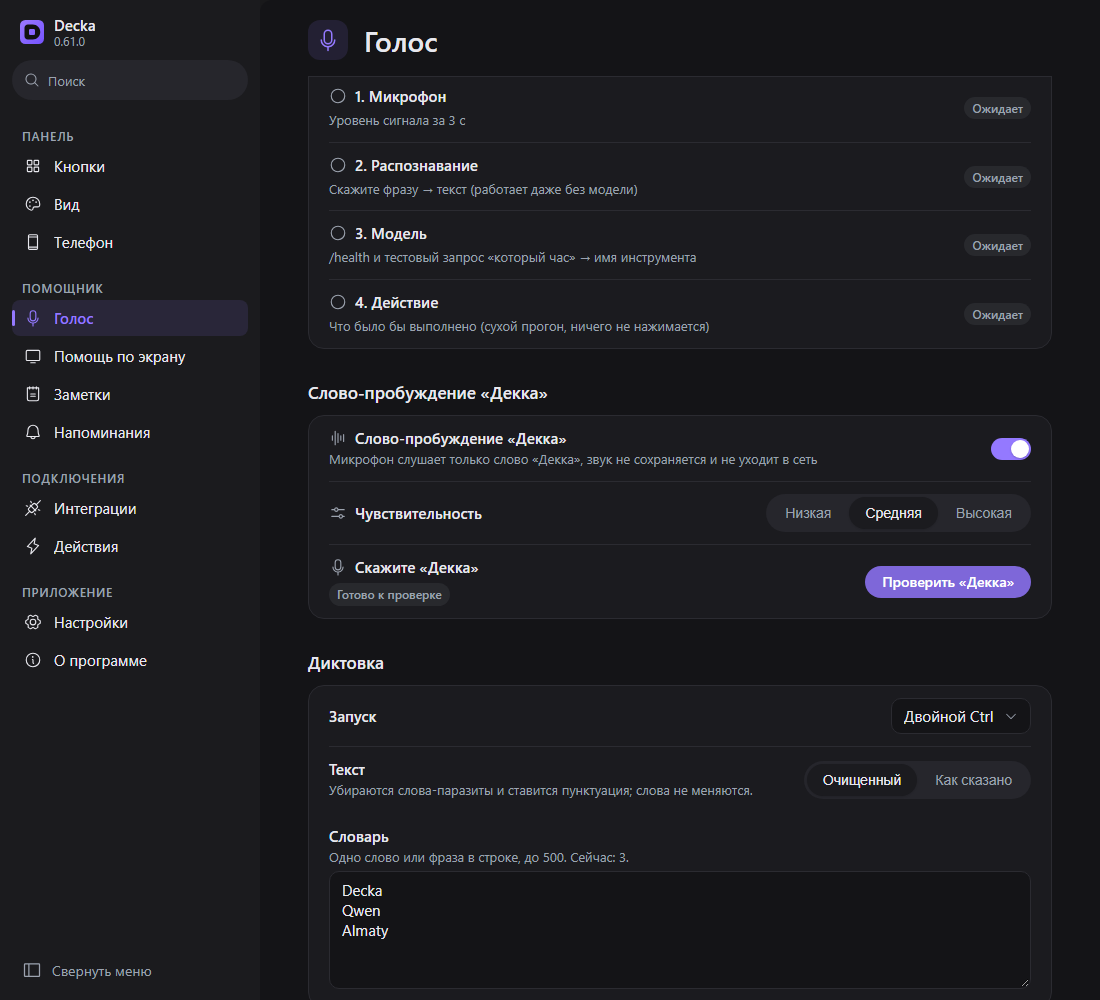 Decka
0.61.0
Поиск
ПАНЕЛЬ
Кнопки
Вид
Телефон
ПОМОЩНИК
Голос
Помощь по экрану
Заметки
Напоминания
ПОДКЛЮЧЕНИЯ
Интеграции
Действия
ПРИЛОЖЕНИЕ
Настройки
О программе
Свернуть меню
Голос
1. Микрофон
Уровень сигнала за 3 с
Ожидает
2. Распознавание
Скажите фразу → текст (работает даже без модели)
Ожидает
3. Модель
/health и тестовый запрос «который час» → имя инструмента
Ожидает
4. Действие
Что было бы выполнено (сухой прогон, ничего не нажимается)
Ожидает
Слово-пробуждение «Декка»
Слово-пробуждение «Декка»
Микрофон слушает только слово «Декка», звук не сохраняется и не уходит в сеть
Чувствительность
Низкая Средняя Высокая
Скажите «Декка»
Готово к проверке
Проверить «Декка»
Диктовка
Запуск
Двойной Ctrl
Текст
Убираются слова-паразиты и ставится пунктуация; слова не меняются.
Очищенный Как сказано
Словарь
Одно слово или фраза в строке, до 500. Сейчас: 3.
Decka
Qwen
Almaty